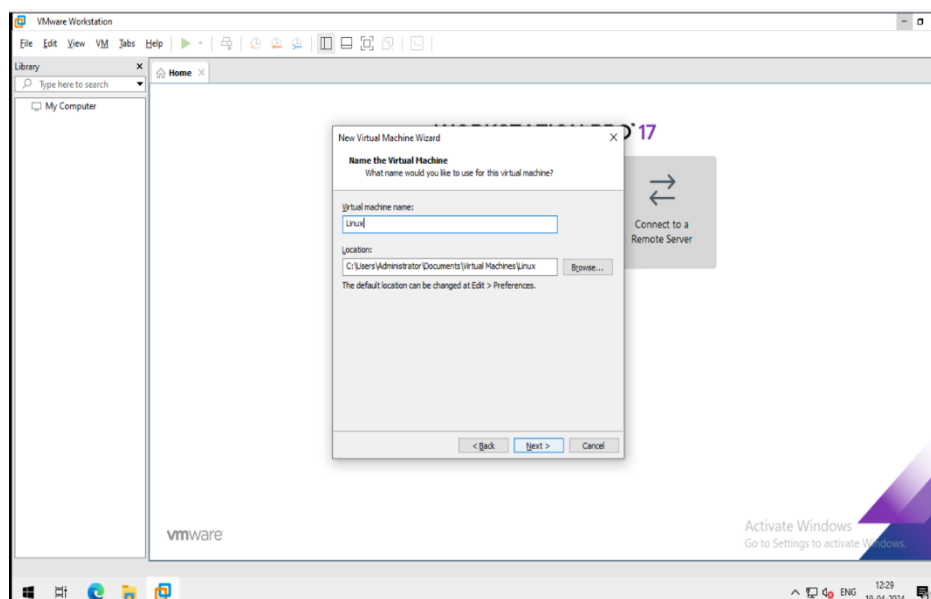 VMware Workstation
File Edit View VM Tabs Help
Library
Home
Type here to search
My Computer
17
New Virtual Machine Wizard
Name the Virtual Machine
What name would you like to use for this virtual machine?
Virtual machine name:
Linux
Location:
C:\Users\Administrator\Documents\Virtual Machines\Linux
Browse...
The default location can be changed at Edit > Preferences.
< Back Next > Cancel
Connect to a
Remote Server
vmware
Activate Windows
Go to Settings to activate Windows.
ENG
12:29